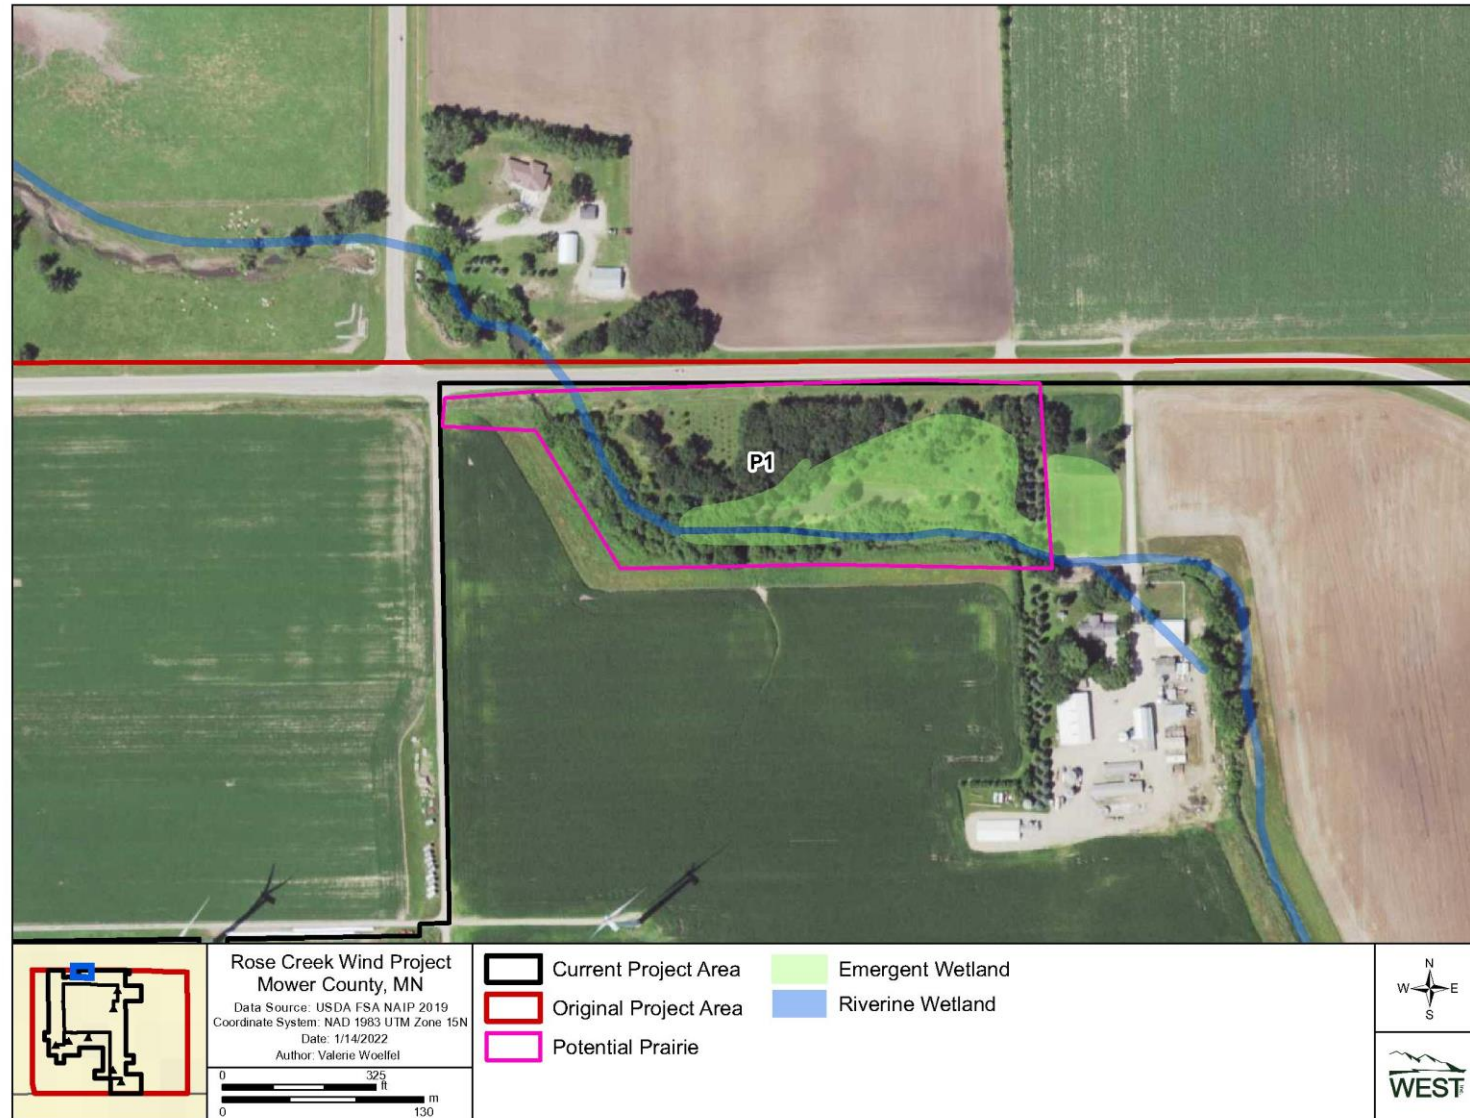 P1
Rose Creek Wind Project
Mower County, MN
Data Source: USDA FSA NAIP 2019
Coordinate System: NAD 1983 UTM Zone 15N
Date: 1/14/2022
Author: Valerie Woelfel
0 325
ft
m
0 130
Current Project Area
Original Project Area
Potential Prairie
Emergent Wetland
Riverine Wetland
N
W E
S
WEST